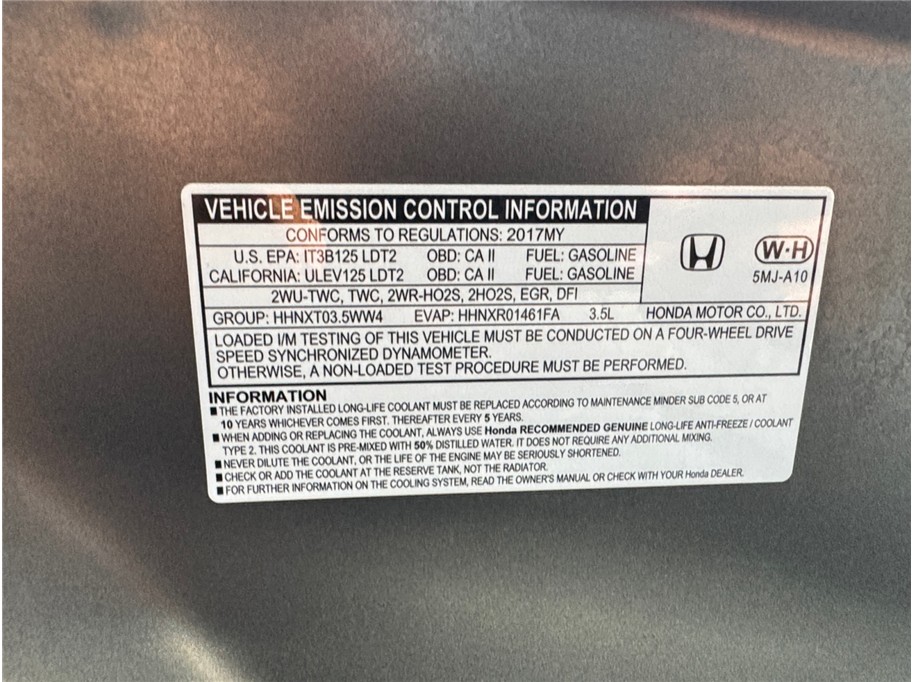 VEHICLE EMISSION CONTROL INFORMATION
CONFORMS TO REGULATIONS: 2017MY
U.S. EPA: IT3B125 LDT2 OBD: CA II FUEL: GASOLINE
CALIFORNIA: ULEV125 LDT2 OBD: CA II FUEL: GASOLINE
W-H
5MJ-A10
2WU-TWC, TWC, 2WR-HO2S, 2HO2S, EGR, DFI
GROUP: HHNXT03.5WW4 EVAP: HHNXR01461FA 3.5L HONDA MOTOR CO., LTD.
LOADED I/M TESTING OF THIS VEHICLE MUST BE CONDUCTED ON A FOUR-WHEEL DRIVE
SPEED SYNCHRONIZED DYNAMOMETER.
OTHERWISE, A NON-LOADED TEST PROCEDURE MUST BE PERFORMED.
INFORMATION
■ THE FACTORY INSTALLED LONG-LIFE COOLANT MUST BE REPLACED ACCORDING TO MAINTENANCE MINDER SUB CODE 5, OR AT
10 YEARS WHICHEVER COMES FIRST. THEREAFTER EVERY 5 YEARS.
■ WHEN ADDING OR REPLACING THE COOLANT, ALWAYS USE Honda RECOMMENDED GENUINE LONG-LIFE ANTI-FREEZE / COOLANT
TYPE 2. THIS COOLANT IS PRE-MIXED WITH 50% DISTILLED WATER. IT DOES NOT REQUIRE ANY ADDITIONAL MIXING.
■ NEVER DILUTE THE COOLANT, OR THE LIFE OF THE ENGINE MAY BE SERIOUSLY SHORTENED.
■ CHECK OR ADD THE COOLANT AT THE RESERVE TANK, NOT THE RADIATOR.
■ FOR FURTHER INFORMATION ON THE COOLING SYSTEM, READ THE OWNER'S MANUAL OR CHECK WITH YOUR Honda DEALER.